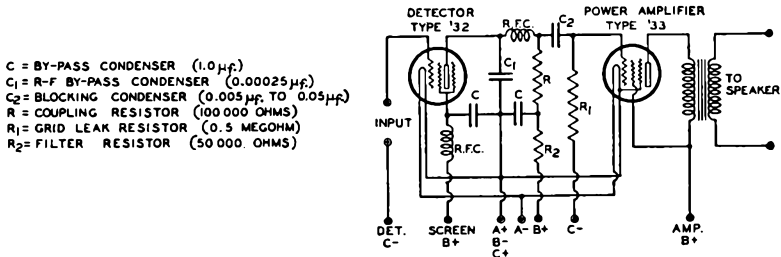 C = BY-PASS CONDENSER (1.0 μf.)
C1 = R-F BY-PASS CONDENSER (0.00025 μf.)
C2 = BLOCKING CONDENSER (0.005 μf. TO 0.05 μf.)
R = COUPLING RESISTOR (100 000 OHMS)
R1 = GRID LEAK RESISTOR (0.5 MEGOHM)
R2 = FILTER RESISTOR (50 000. OHMS)
DETECTOR
TYPE '32
R.F.C.
C2
POWER AMPLIFIER
TYPE '33
C1
R
R1
TO
SPEAKER
INPUT
C
C
R.F.C.
R2
DET.
C-
SCREEN
B+
A+
B-
C+
A-
B+
C-
AMP.
B+